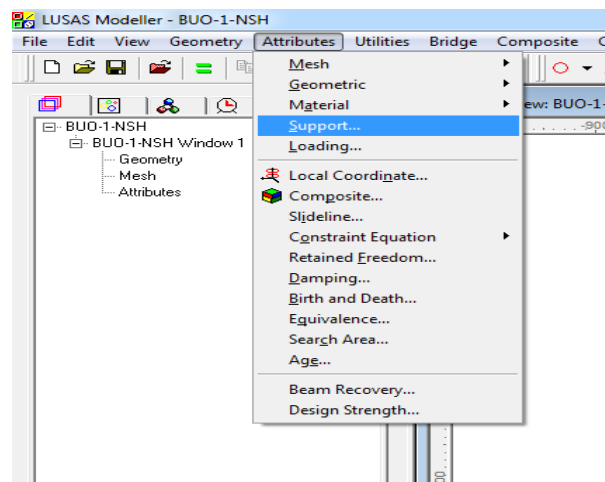 LUSAS Modeller - BUO-1-NSH
File Edit View Geometry Attributes Utilities Bridge Composite
ew: BUO-1-
-900
BUO-1-NSH
BUO-1-NSH Window 1
Geometry
Mesh
Attributes
Mesh
Geometric
Material
Support...
Loading...
Local Coordinate...
Composite...
Slideline...
Constraint Equation
Retained Freedom...
Damping...
Birth and Death...
Equivalence...
Search Area...
Age...
Beam Recovery...
Design Strength...